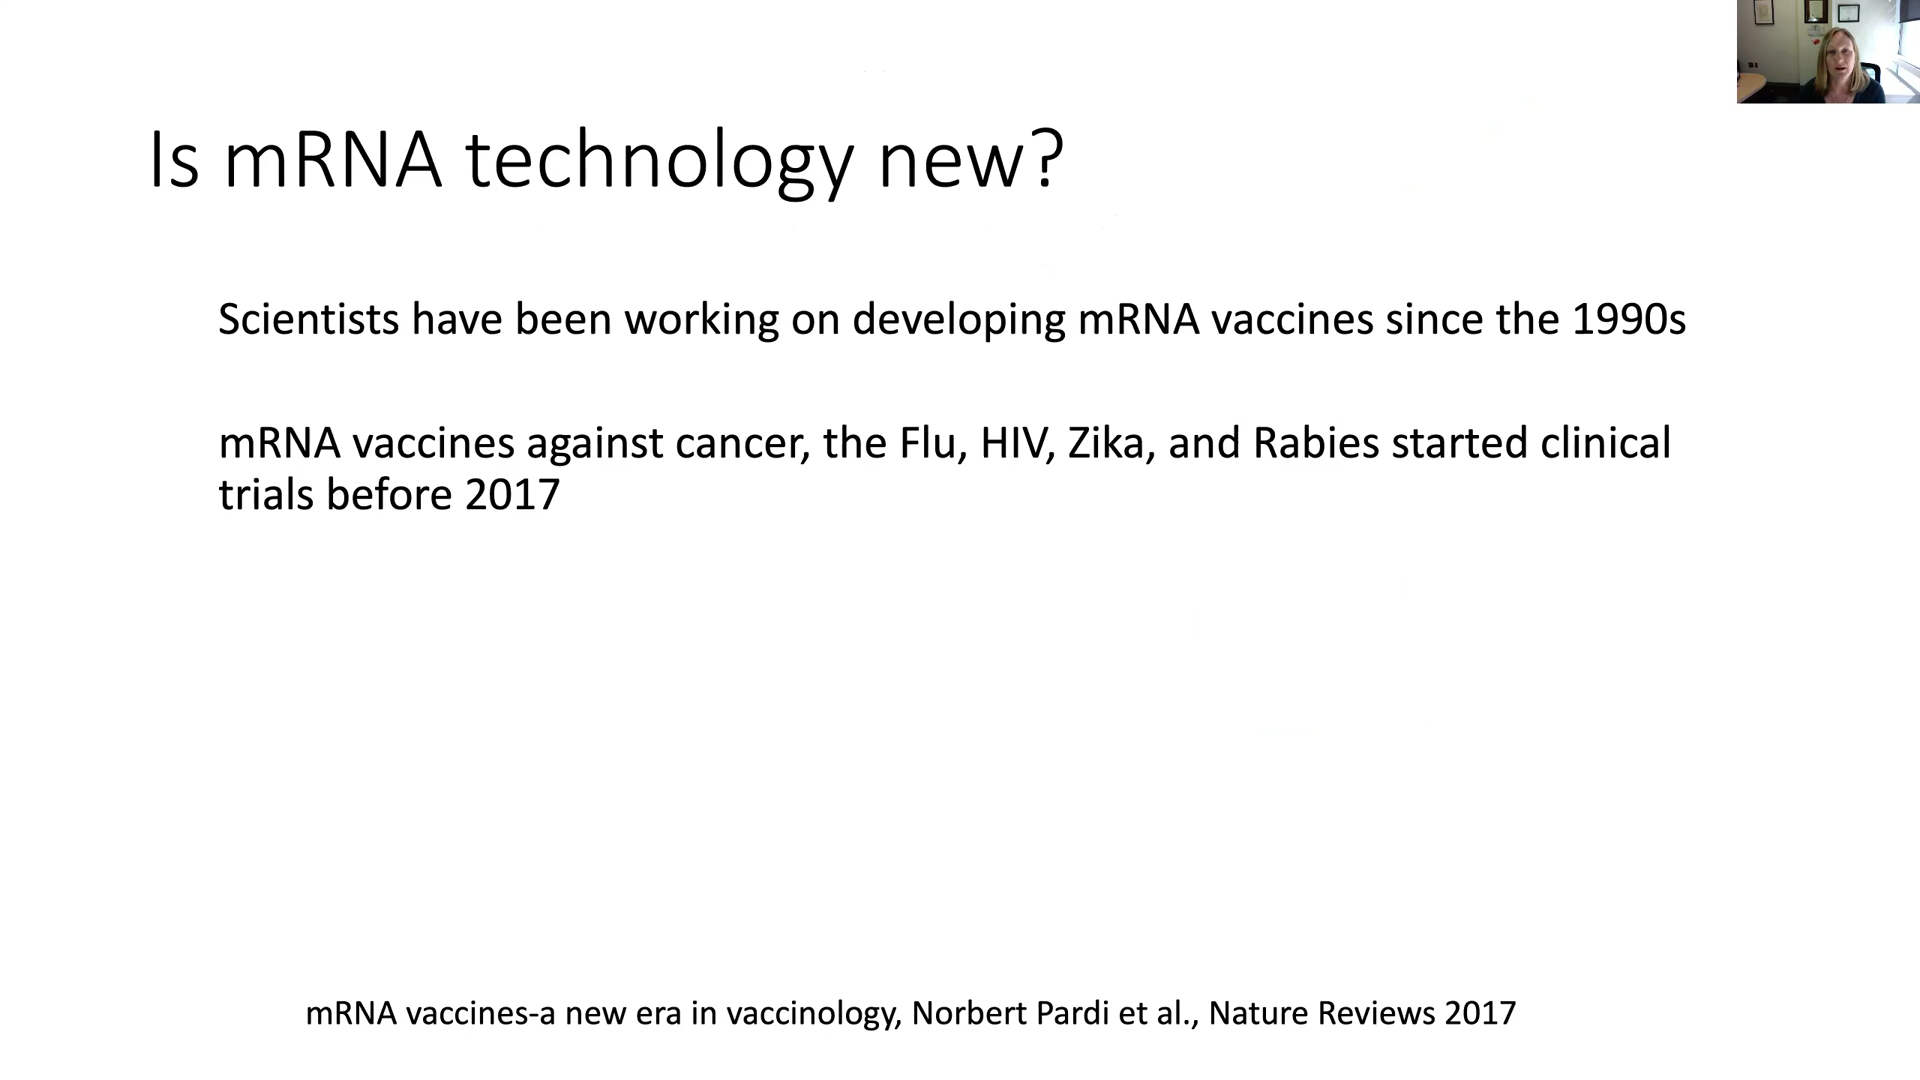 Is mRNA technology new?
Scientists have been working on developing mRNA vaccines since the 1990s
mRNA vaccines against cancer, the Flu, HIV, Zika, and Rabies started clinical
trials before 2017
mRNA vaccines-a new era in vaccinology, Norbert Pardi et al., Nature Reviews 2017